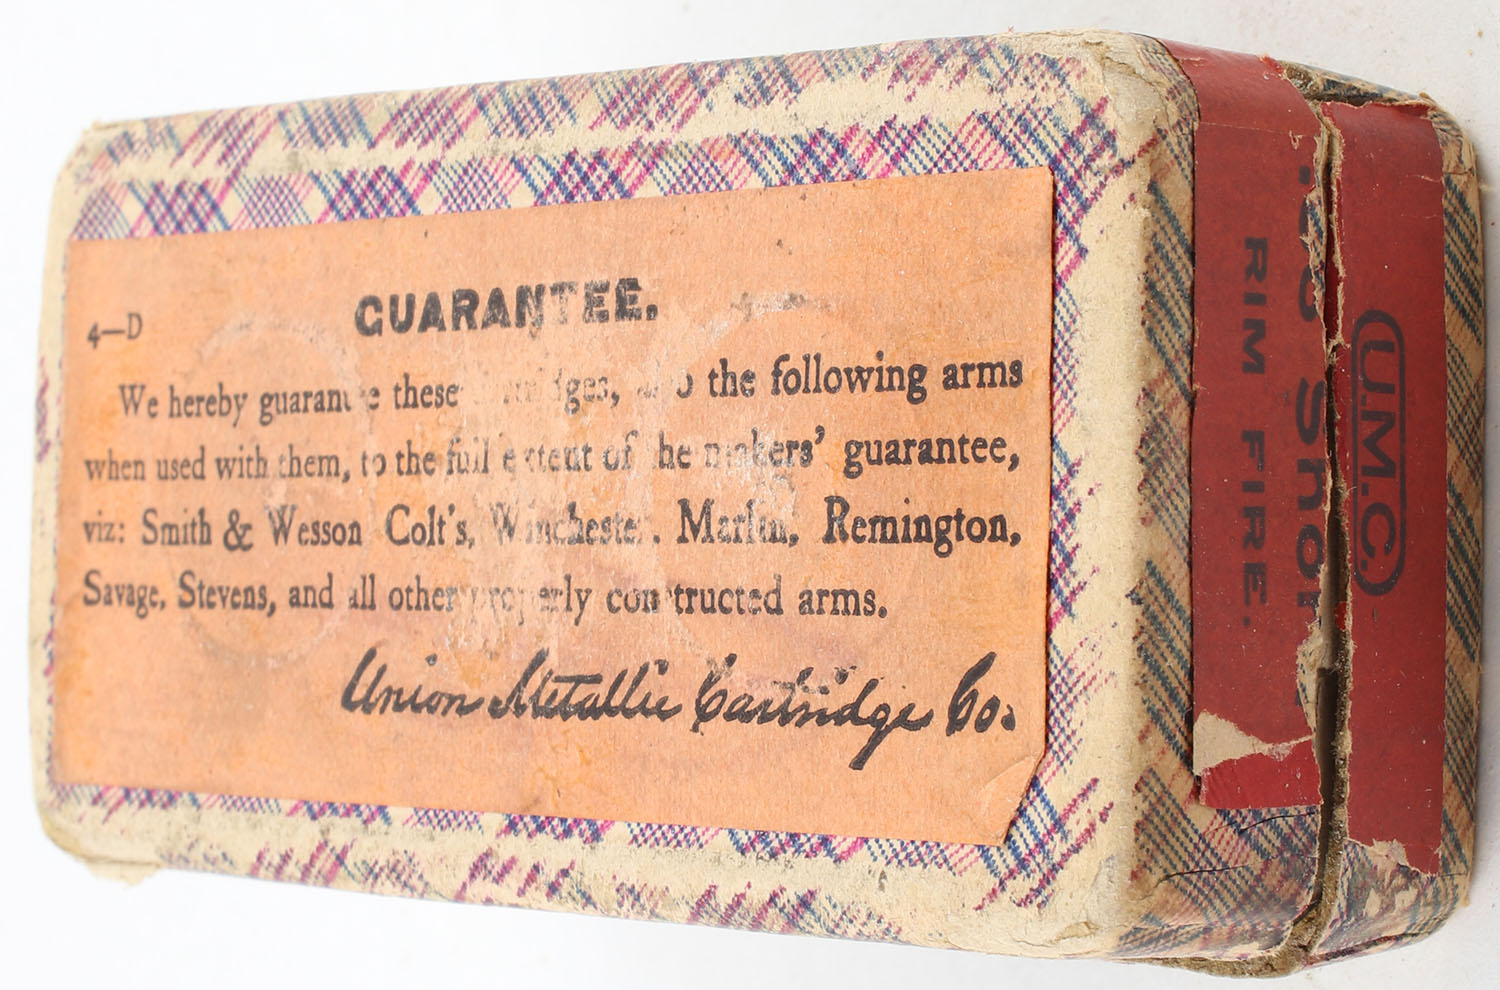 GUARANTEE.
4—D
We hereby guarantee these the following arms
when used with them, to the full extent of the makers' guarantee,
viz: Smith & Wesson Colt's, Winchester, Marlin, Remington,
Savage, Stevens, and all other properly constructed arms.
Union Metallic Cartridge Co.
Short
RIM FIRE.
U.M.C.